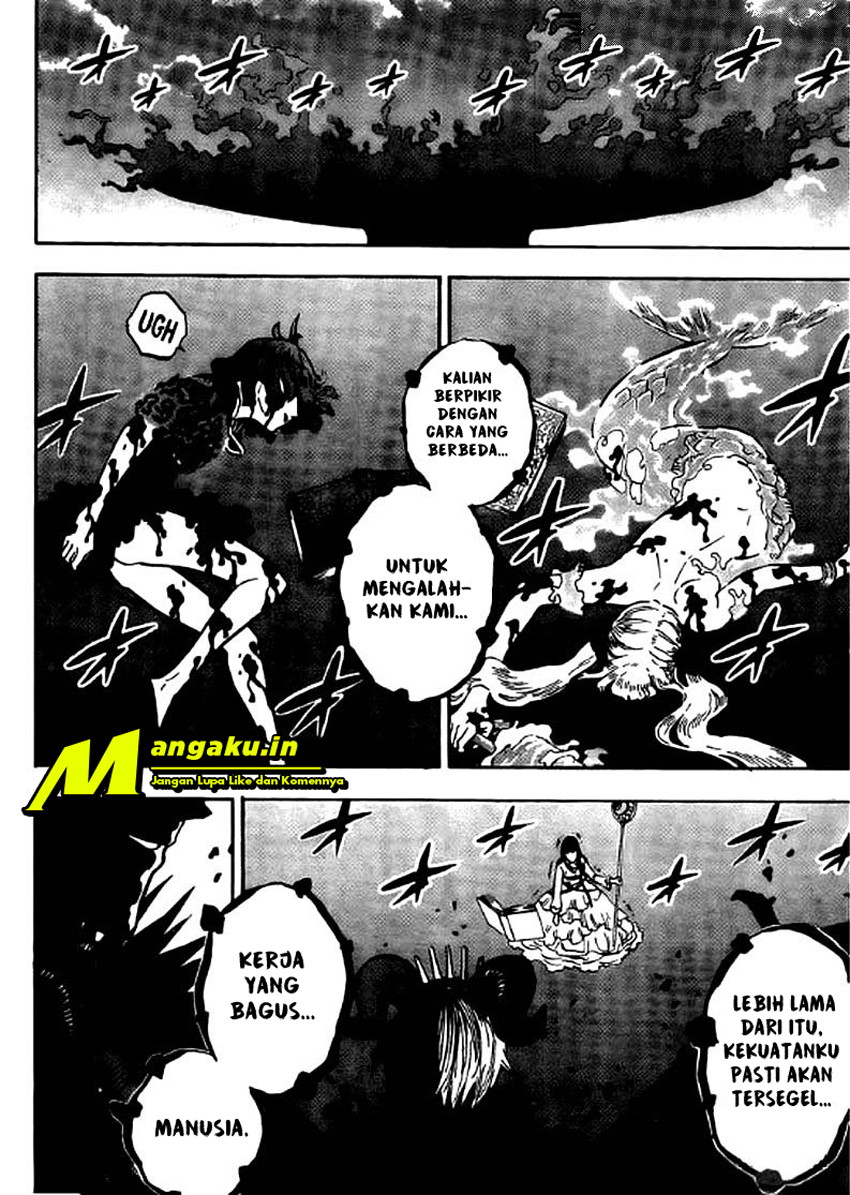 UGH
KALIAN
BERPIKIR
DENGAN
CARA YANG
BERBEDA...
UNTUK
MENGALAH-
KAN KAMI...
Mangaku.in
Jangan Lupa Like dan Komennya
KERJA
YANG
BAGUS...
MANUSIA.
LEBIH LAMA
DARI ITU,
KEKUATANKU
PASTI AKAN
TERSEGEL...